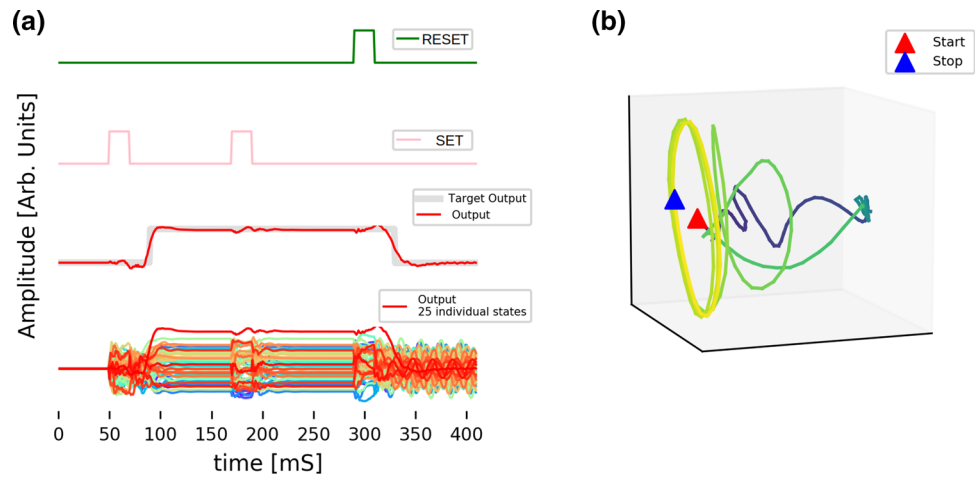 (a)
RESET
SET
Target Output
Output
Output
25 individual states
Amplitude [Arb. Units]
0 50 100 150 200 250 300 350 400
time [mS]
(b)
Start
Stop